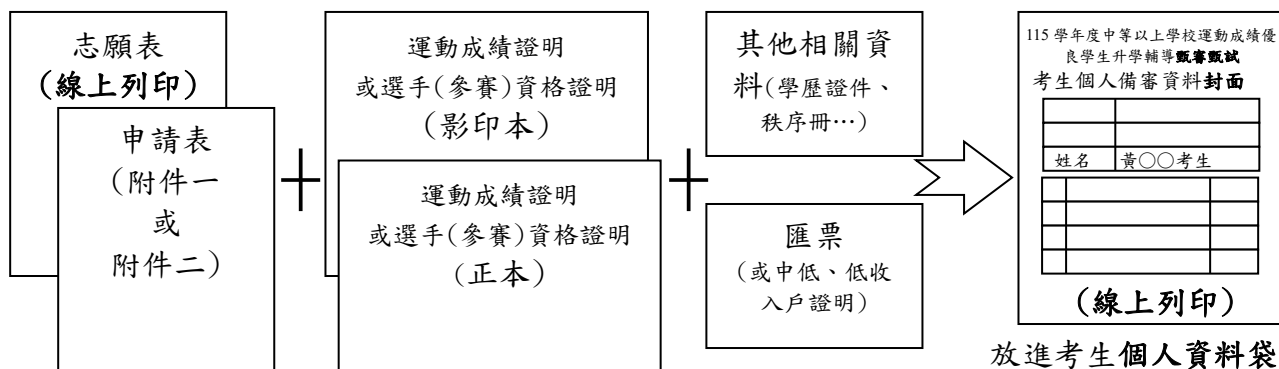 志願表
(線上列印)
申請表
(附件一
或
附件二)
運動成績證明
或選手(參賽)資格證明
(影印本)
運動成績證明
或選手(參賽)資格證明
(正本)
其他相關資
料(學歷證件、
秩序冊…)
匯票
(或中低、低收
入戶證明)
115 學年度中等以上學校運動成績優
良學生升學輔導甄審甄試
考生個人備審資料封面
姓名 黃○○考生
(線上列印)
放進考生個人資料袋